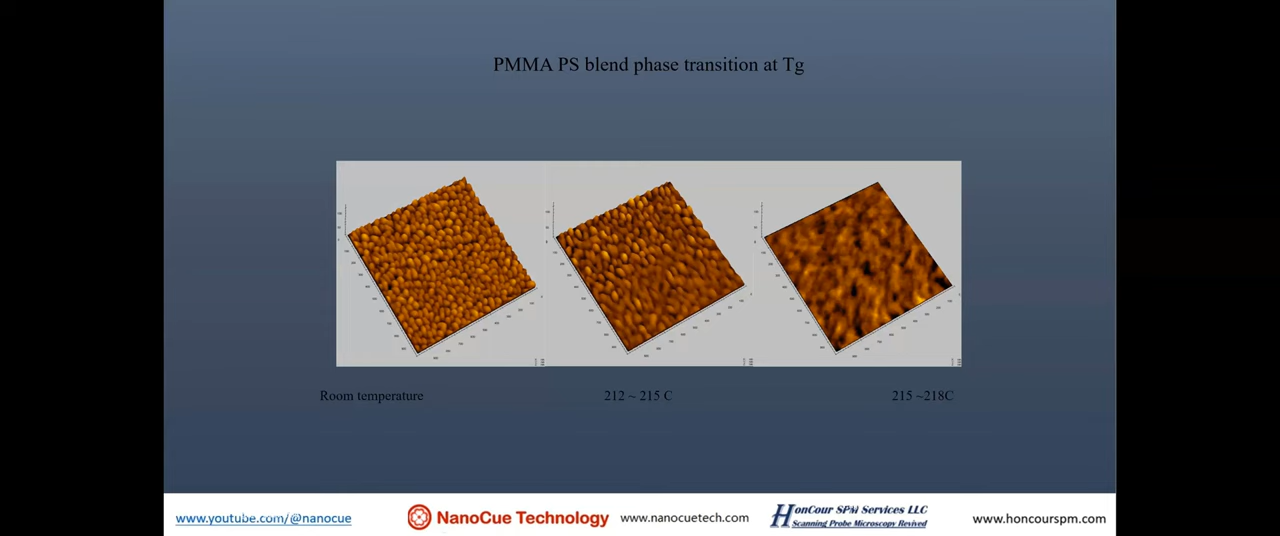 PMMA PS blend phase transition at Tg
Room temperature
212 ~ 215 C
215 ~218C
www.youtube.com/@nanocue
NanoCue Technology
www.nanocuetech.com
HonCour SPM Services LLC
Scanning Probe Microscopy Revived
www.honcourspm.com